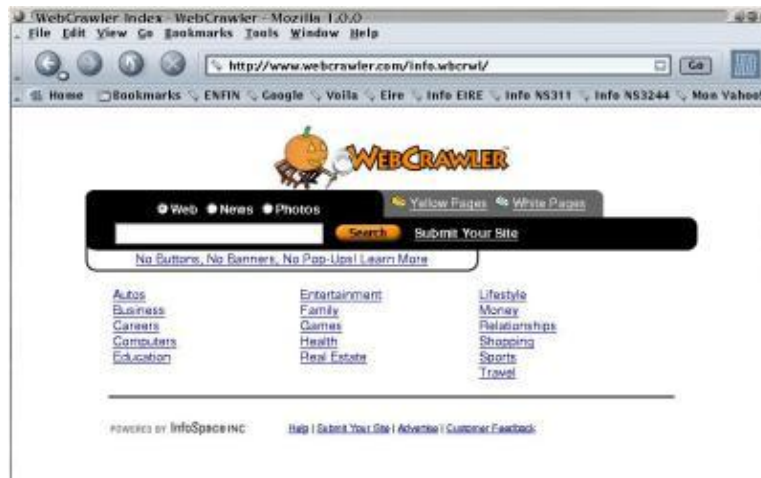 WebCrawler Index - WebCrawler - Mozilla 1.0.0
File Edit View Go Bookmarks Tools Window Help
http://www.webcrawler.com/info.wbcrwl/ Go
Home Bookmarks ENFIN Google Voila Eire Info EIRE Info NS311 Info NS3244 Mon Yahoo!
WEBCRAWLER
Web News Photos Yellow Pages White Pages
Search Submit Your Site
No Buttons, No Banners, No Pop-Ups! Learn More
Autos Entertainment Lifestyle
Business Family Money
Careers Games Relationships
Computers Health Shopping
Education Real Estate Sports
Travel
POWERED BY InfoSpace INC Help | Submit Your Site | Advertise | Customer Feedback